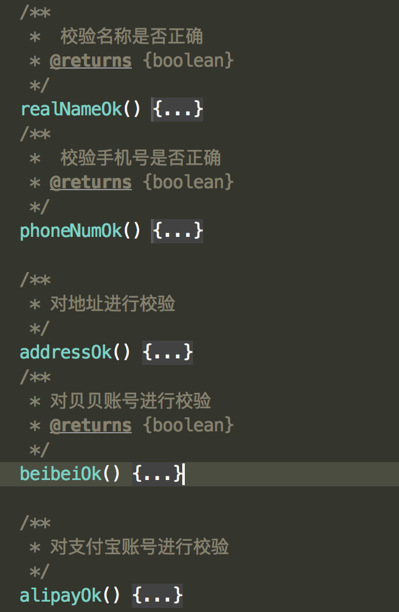 /**
 *  校验名称是否正确
 * @returns {boolean}
 */
realNameOk() {...}
/**
 *  校验手机号是否正确
 * @returns {boolean}
 */
phoneNumOk() {...}
/**
 * 对地址进行校验
 */
addressOk() {...}
/**
 * 对贝贝账号进行校验
 * @returns {boolean}
 */
beibeiOk() {...}
/**
 * 对支付宝账号进行校验
 */
alipayOk() {...}